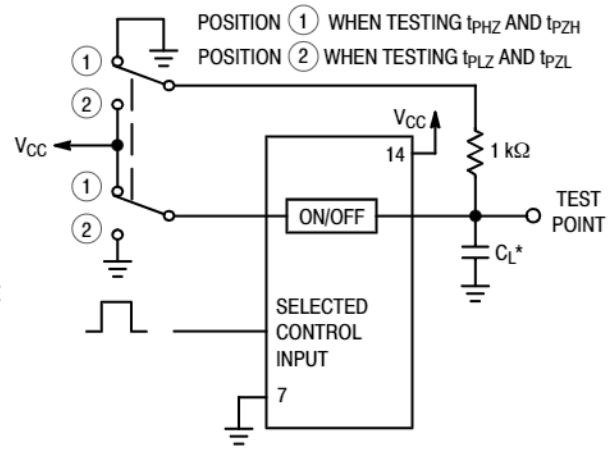 POSITION 1 WHEN TESTING tPHZ AND tPZH
POSITION 2 WHEN TESTING tPLZ AND tPZL
1
2
VCC
1
2
VCC
14
1 kΩ
ON/OFF
TEST
POINT
CL*
SELECTED
CONTROL
INPUT
7